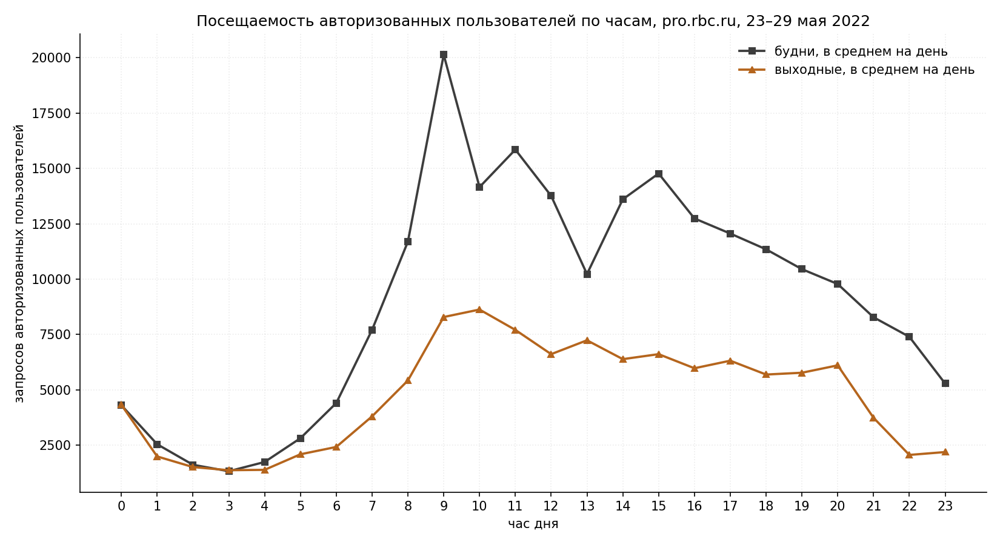 Посещаемость авторизованных пользователей по часам, pro.rbc.ru, 23–29 мая 2022
будни, в среднем на день
выходные, в среднем на день
запросов авторизованных пользователей
20000
17500
15000
12500
10000
7500
5000
2500
0 1 2 3 4 5 6 7 8 9 10 11 12 13 14 15 16 17 18 19 20 21 22 23
час дня